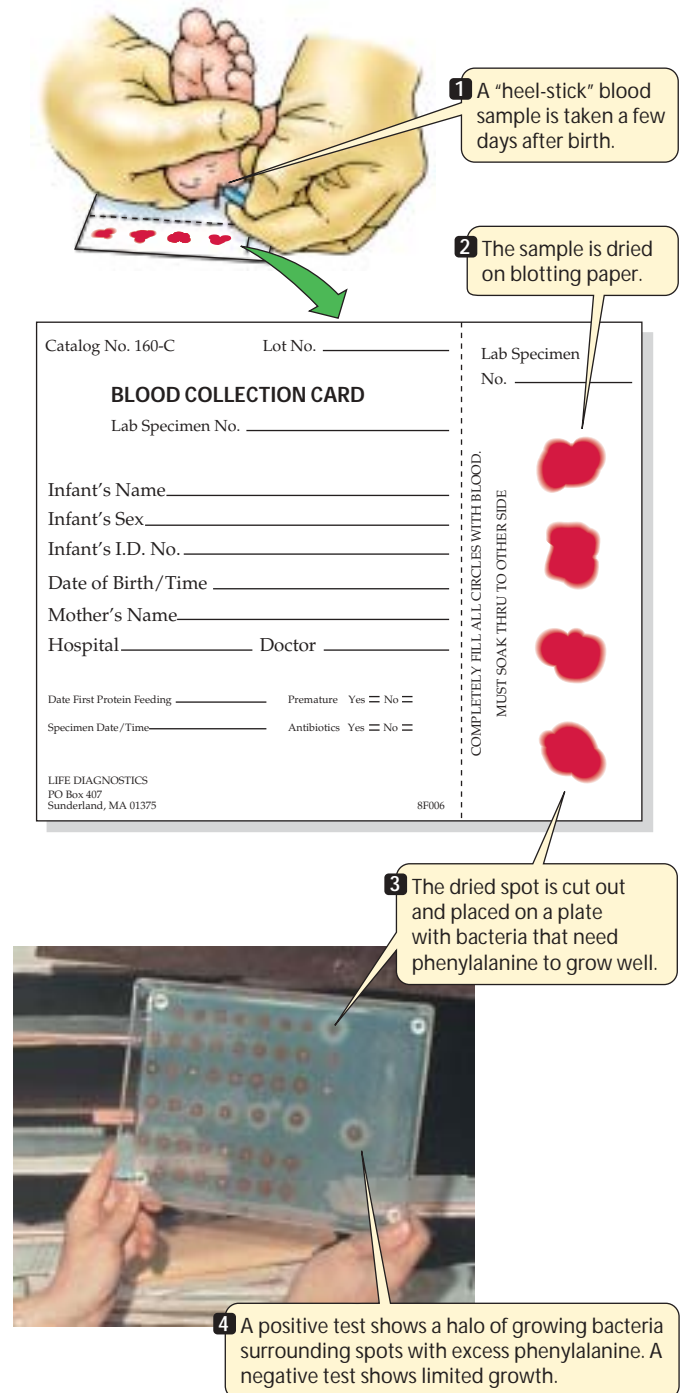 1 A "heel-stick" blood
sample is taken a few
days after birth.
2 The sample is dried
on blotting paper.
Catalog No. 160-C Lot No.
Lab Specimen
No.
BLOOD COLLECTION CARD
Lab Specimen No.
Infant's Name
Infant's Sex
Infant's I.D. No.
Date of Birth/Time
Mother's Name
Hospital Doctor
Date First Protein Feeding Premature Yes No
Specimen Date/Time Antibiotics Yes No
LIFE DIAGNOSTICS
PO Box 407
Sunderland, MA 01375 8F006
COMPLETELY FILL ALL CIRCLES WITH BLOOD.
MUST SOAK THRU TO OTHER SIDE
3 The dried spot is cut out
and placed on a plate
with bacteria that need
phenylalanine to grow well.
4 A positive test shows a halo of growing bacteria
surrounding spots with excess phenylalanine. A
negative test shows limited growth.